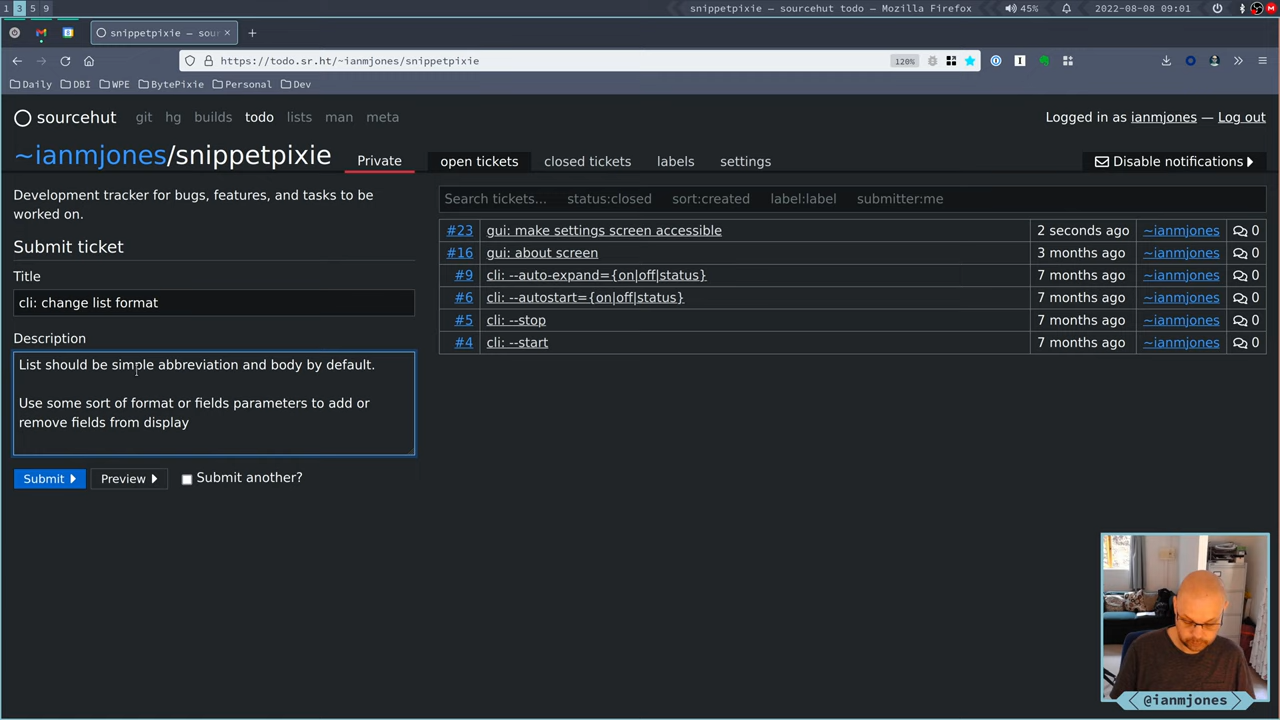 1 3 5 9
snippetpixie — sourcehut todo — Mozilla Firefox
45%
2022-08-08 09:01
snippetpixie — sour
https://todo.sr.ht/~ianmjones/snippetpixie
120%
Daily DBI WPE BytePixie Personal Dev
sourcehut git hg builds todo lists man meta
Logged in as ianmjones — Log out
~ianmjones/snippetpixie Private open tickets closed tickets labels settings Disable notifications
Development tracker for bugs, features, and tasks to be
worked on.
Submit ticket
Title
cli: change list format
Description
List should be simple abbreviation and body by default.
Use some sort of format or fields parameters to add or
remove fields from display
Submit Preview Submit another?
Search tickets... status:closed sort:created label:label submitter:me
#23 gui: make settings screen accessible 2 seconds ago ~ianmjones 0
#16 gui: about screen 3 months ago ~ianmjones 0
#9 cli: --auto-expand={on|off|status} 7 months ago ~ianmjones 0
#6 cli: --autostart={on|off|status} 7 months ago ~ianmjones 0
#5 cli: --stop 7 months ago ~ianmjones 0
#4 cli: --start 7 months ago ~ianmjones 0
@ianmjones